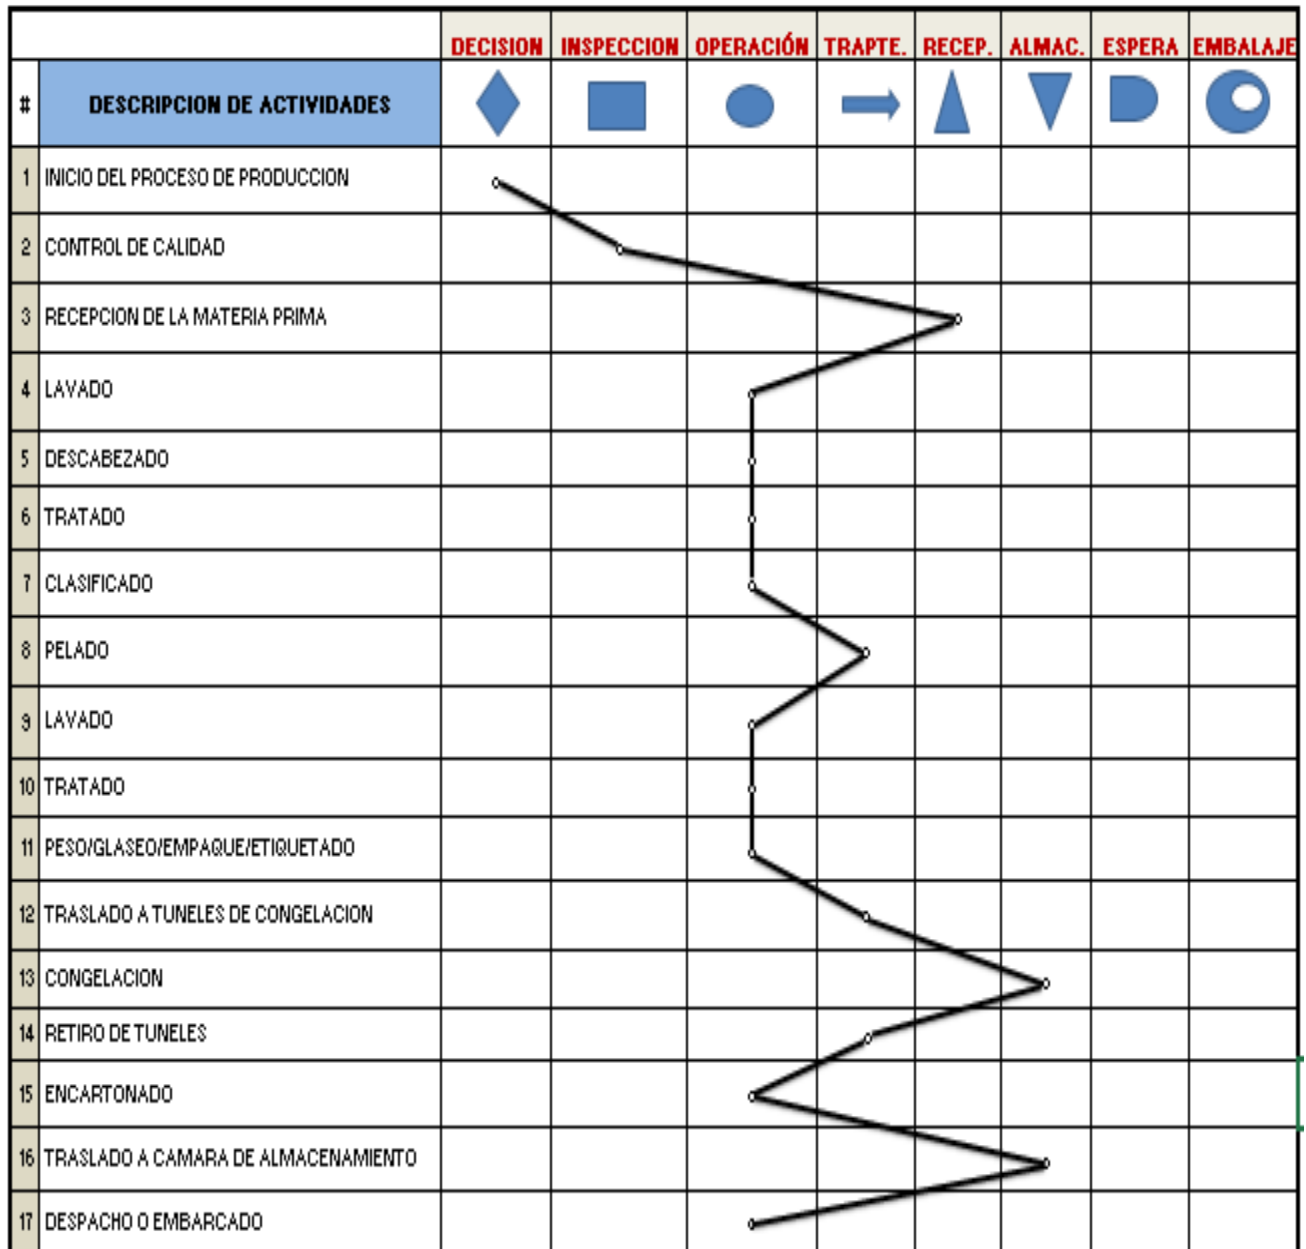 DECISION INSPECCION OPERACIÓN TRAPTE. RECEP. ALMAC. ESPERA EMBALAJE
# DESCRIPCION DE ACTIVIDADES
1 INICIO DEL PROCESO DE PRODUCCION
2 CONTROL DE CALIDAD
3 RECEPCION DE LA MATERIA PRIMA
4 LAVADO
5 DESCABEZADO
6 TRATADO
7 CLASIFICADO
8 PELADO
9 LAVADO
10 TRATADO
11 PESO/GLASEO/EMPAQUE/ETIQUETADO
12 TRASLADO A TUNELES DE CONGELACION
13 CONGELACION
14 RETIRO DE TUNELES
15 ENCARTONADO
16 TRASLADO A CAMARA DE ALMACENAMIENTO
17 DESPACHO O EMBARCADO